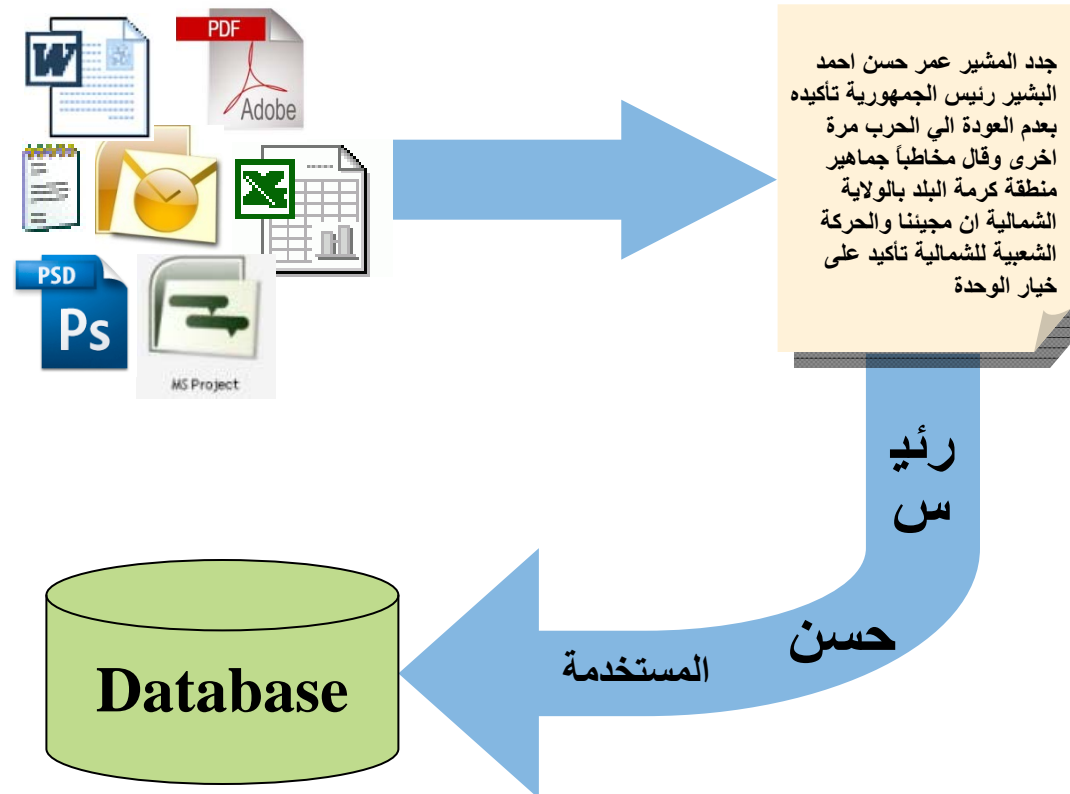 W
PDF
Adobe
X
PSD
Ps
MS Project
جدد المشير عمر حسن احمد
البشير رئيس الجمهورية تأكيده
بعدم العودة الي الحرب مرة
اخرى وقال مخاطباً جماهير
منطقة كرمة البلد بالولاية
الشمالية ان مجيئنا والحركة
الشعبية للشمالية تأكيد على
خيار الوحدة
رئيـ
س
حسن
المستخدمة
Database